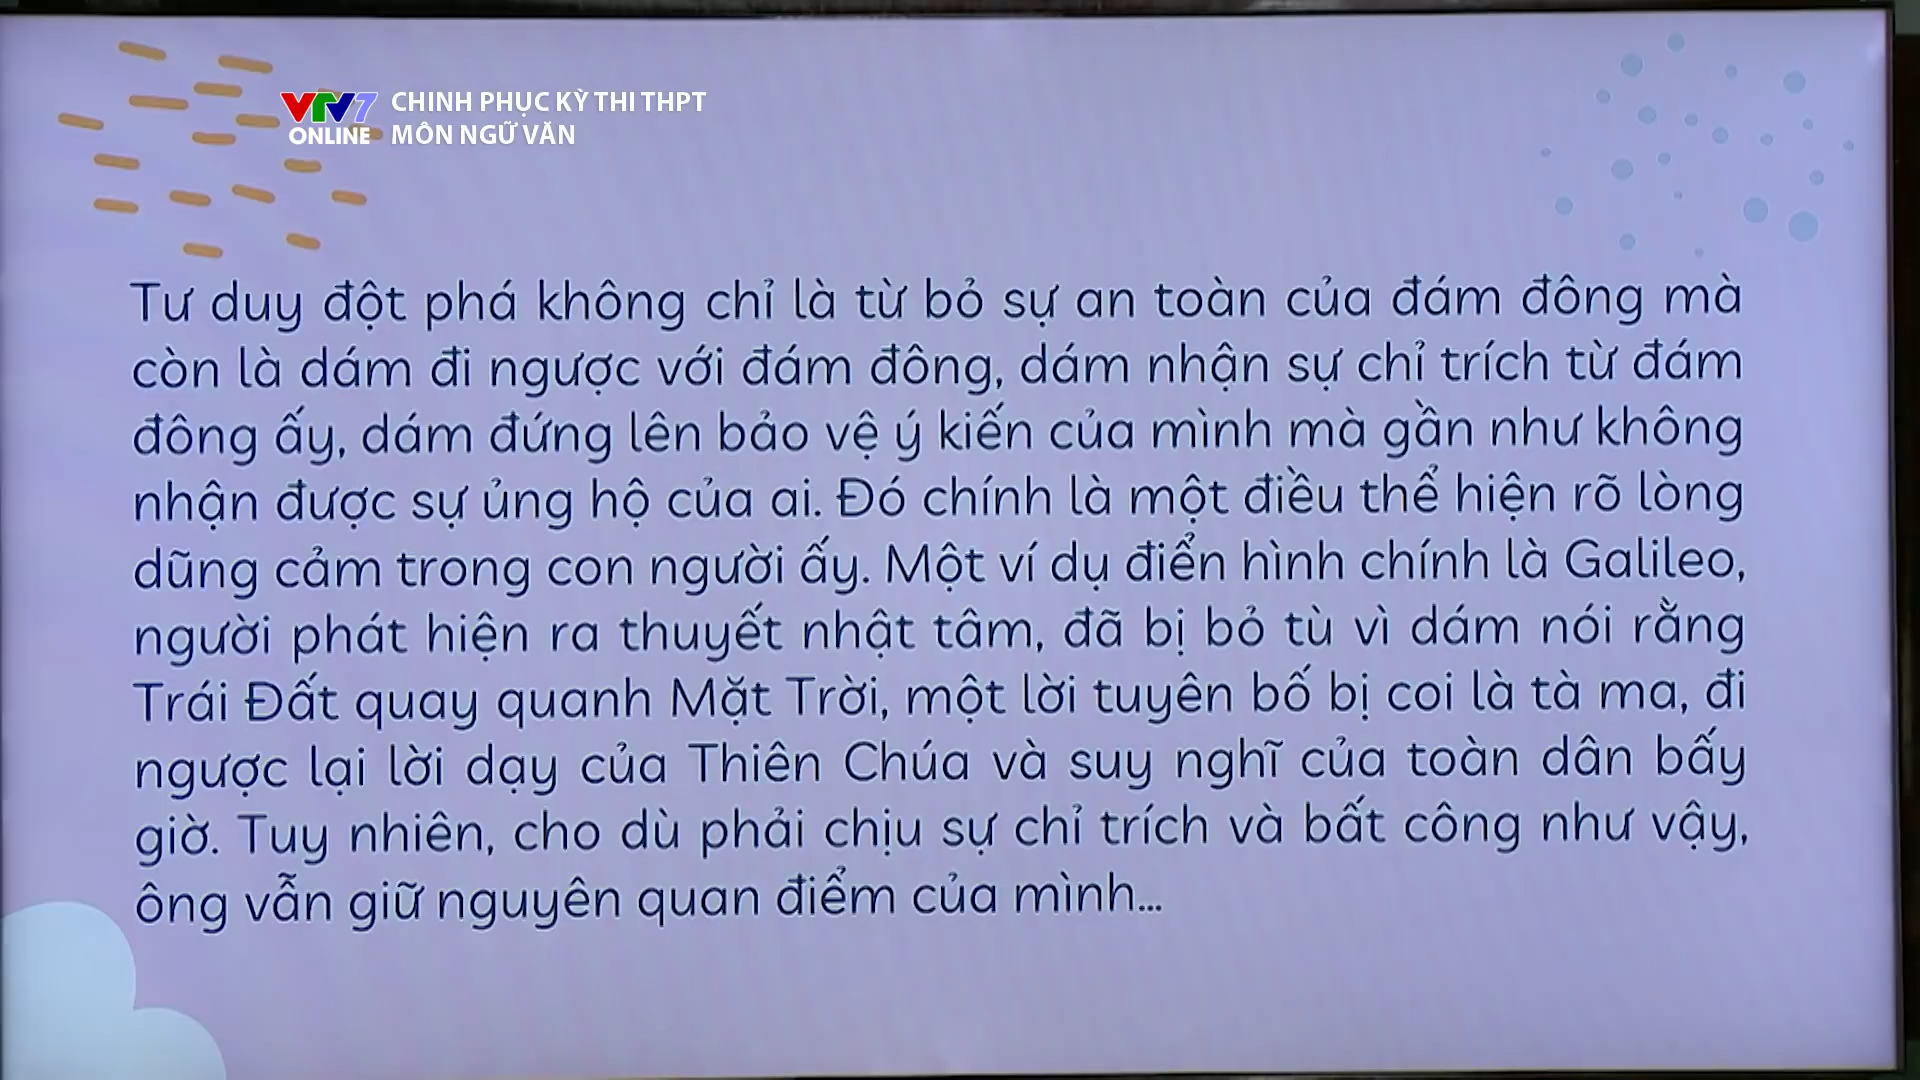 VTV7 CHINH PHỤC KỲ THI THPT
ONLINE MÔN NGỮ VĂN
Tư duy đột phá không chỉ là từ bỏ sự an toàn của đám đông mà
còn là dám đi ngược với đám đông, dám nhận sự chỉ trích từ đám
đông ấy, dám đứng lên bảo vệ ý kiến của mình mà gần như không
nhận được sự ủng hộ của ai. Đó chính là một điều thể hiện rõ lòng
dũng cảm trong con người ấy. Một ví dụ điển hình chính là Galileo,
người phát hiện ra thuyết nhật tâm, đã bị bỏ tù vì dám nói rằng
Trái Đất quay quanh Mặt Trời, một lời tuyên bố bị coi là tà ma, đi
ngược lại lời dạy của Thiên Chúa và suy nghĩ của toàn dân bấy
giờ. Tuy nhiên, cho dù phải chịu sự chỉ trích và bất công như vậy,
ông vẫn giữ nguyên quan điểm của mình...